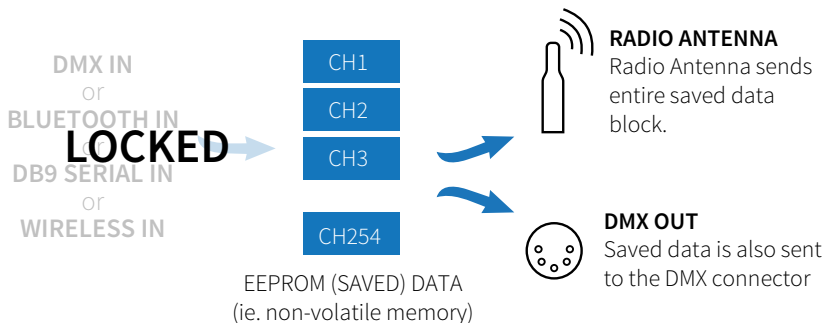 DMX IN
or
BLUETOOTH IN
or
DB9 SERIAL IN
or
WIRELESS IN
LOCKED
CH1
CH2
CH3
CH254
EEPROM (SAVED) DATA
(ie. non-volatile memory)
RADIO ANTENNA
Radio Antenna sends
entire saved data
block.
DMX OUT
Saved data is also sent
to the DMX connector